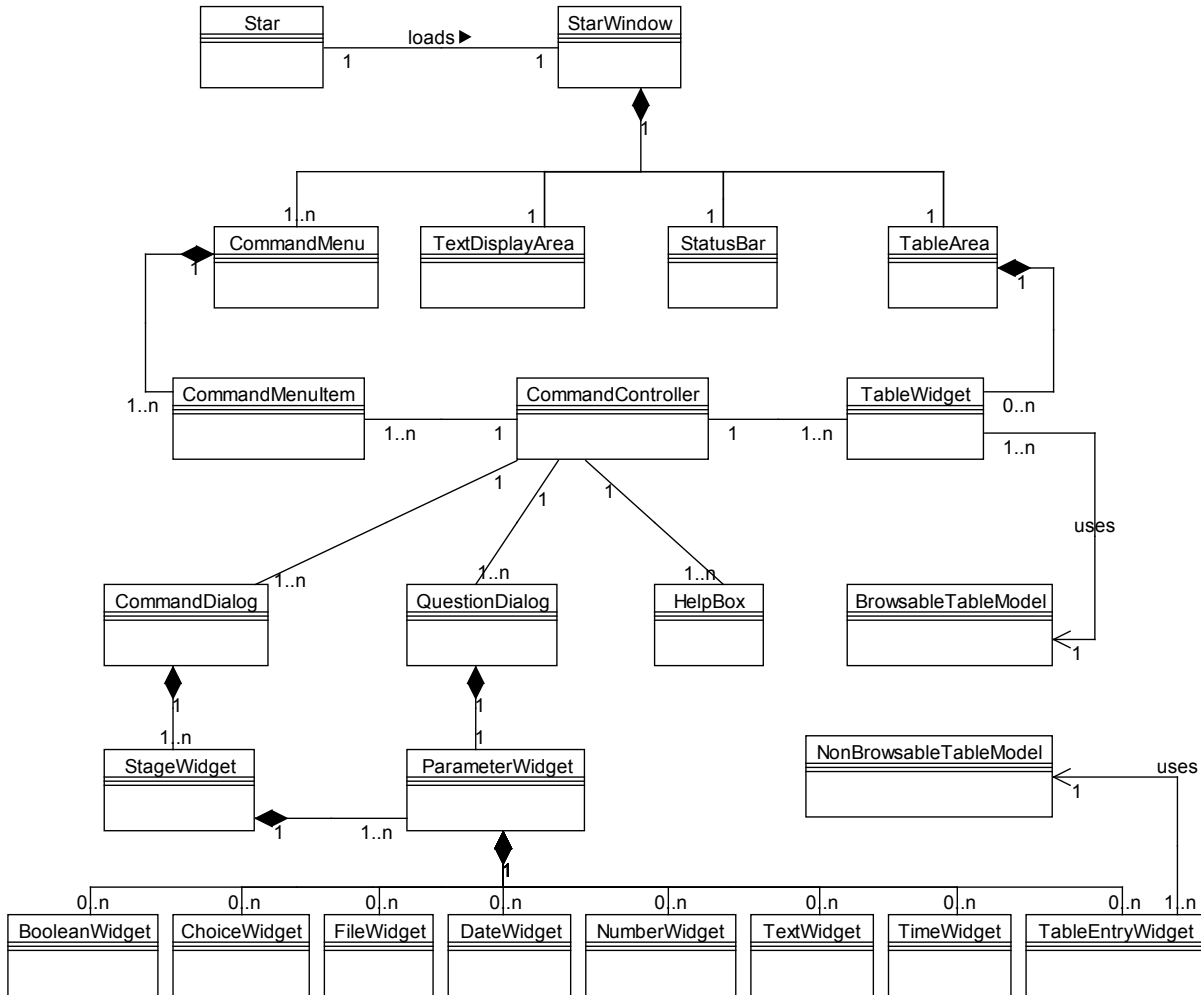 Star
StarWindow
loads
1
1
1
1..n
1
1
1
CommandMenu
TextDisplayArea
StatusBar
TableArea
1
1
CommandMenuItem
CommandController
TableWidget
1..n
0..n
1..n
1
1
1..n
1..n
1
1
1
uses
1..n
1..n
1..n
CommandDialog
QuestionDialog
HelpBox
BrowsableTableModel
1
1
1
1..n
1
NonBrowsableTableModel
StageWidget
ParameterWidget
uses
1
1
1..n
1
0..n
0..n
0..n
0..n
0..n
0..n
0..n
0..n
1..n
BooleanWidget
ChoiceWidget
FileWidget
DateWidget
NumberWidget
TextWidget
TimeWidget
TableEntryWidget